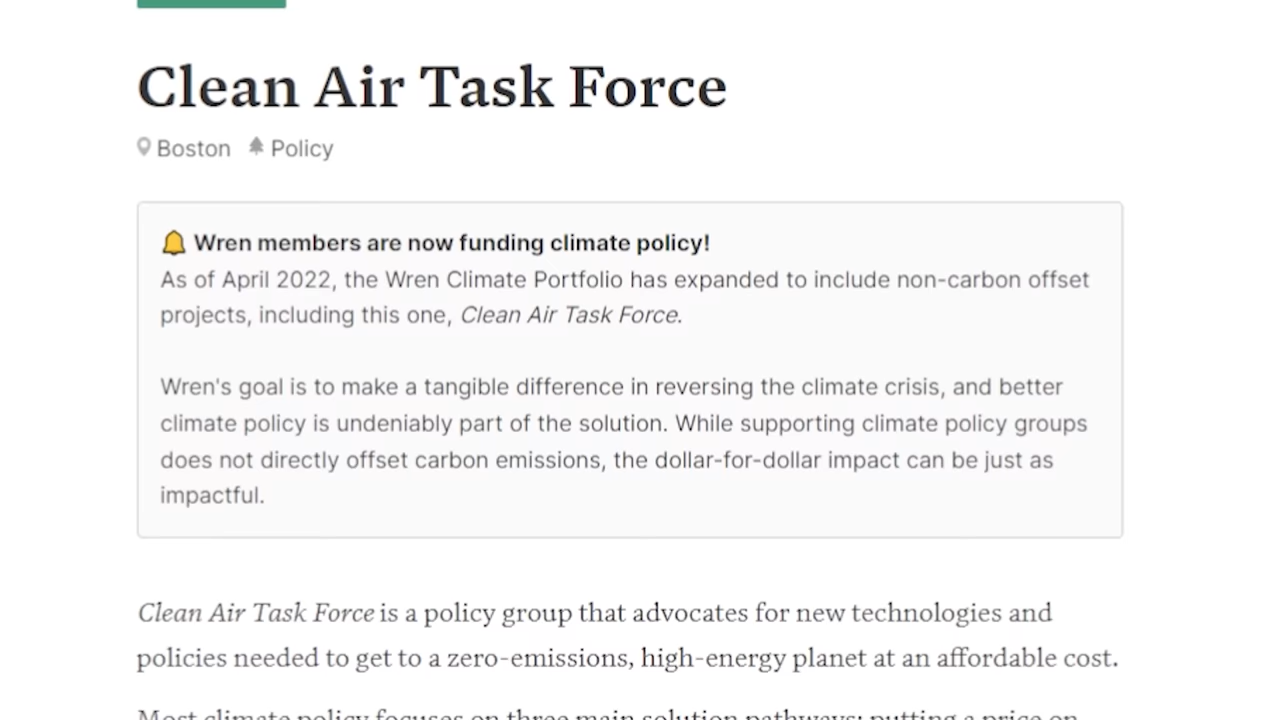 Clean Air Task Force
Boston Policy
Wren members are now funding climate policy!
As of April 2022, the Wren Climate Portfolio has expanded to include non-carbon offset
projects, including this one, Clean Air Task Force.
Wren's goal is to make a tangible difference in reversing the climate crisis, and better
climate policy is undeniably part of the solution. While supporting climate policy groups
does not directly offset carbon emissions, the dollar-for-dollar impact can be just as
impactful.
Clean Air Task Force is a policy group that advocates for new technologies and
policies needed to get to a zero-emissions, high-energy planet at an affordable cost.
Most climate policy focuses on three main solution pathways: putting a price on